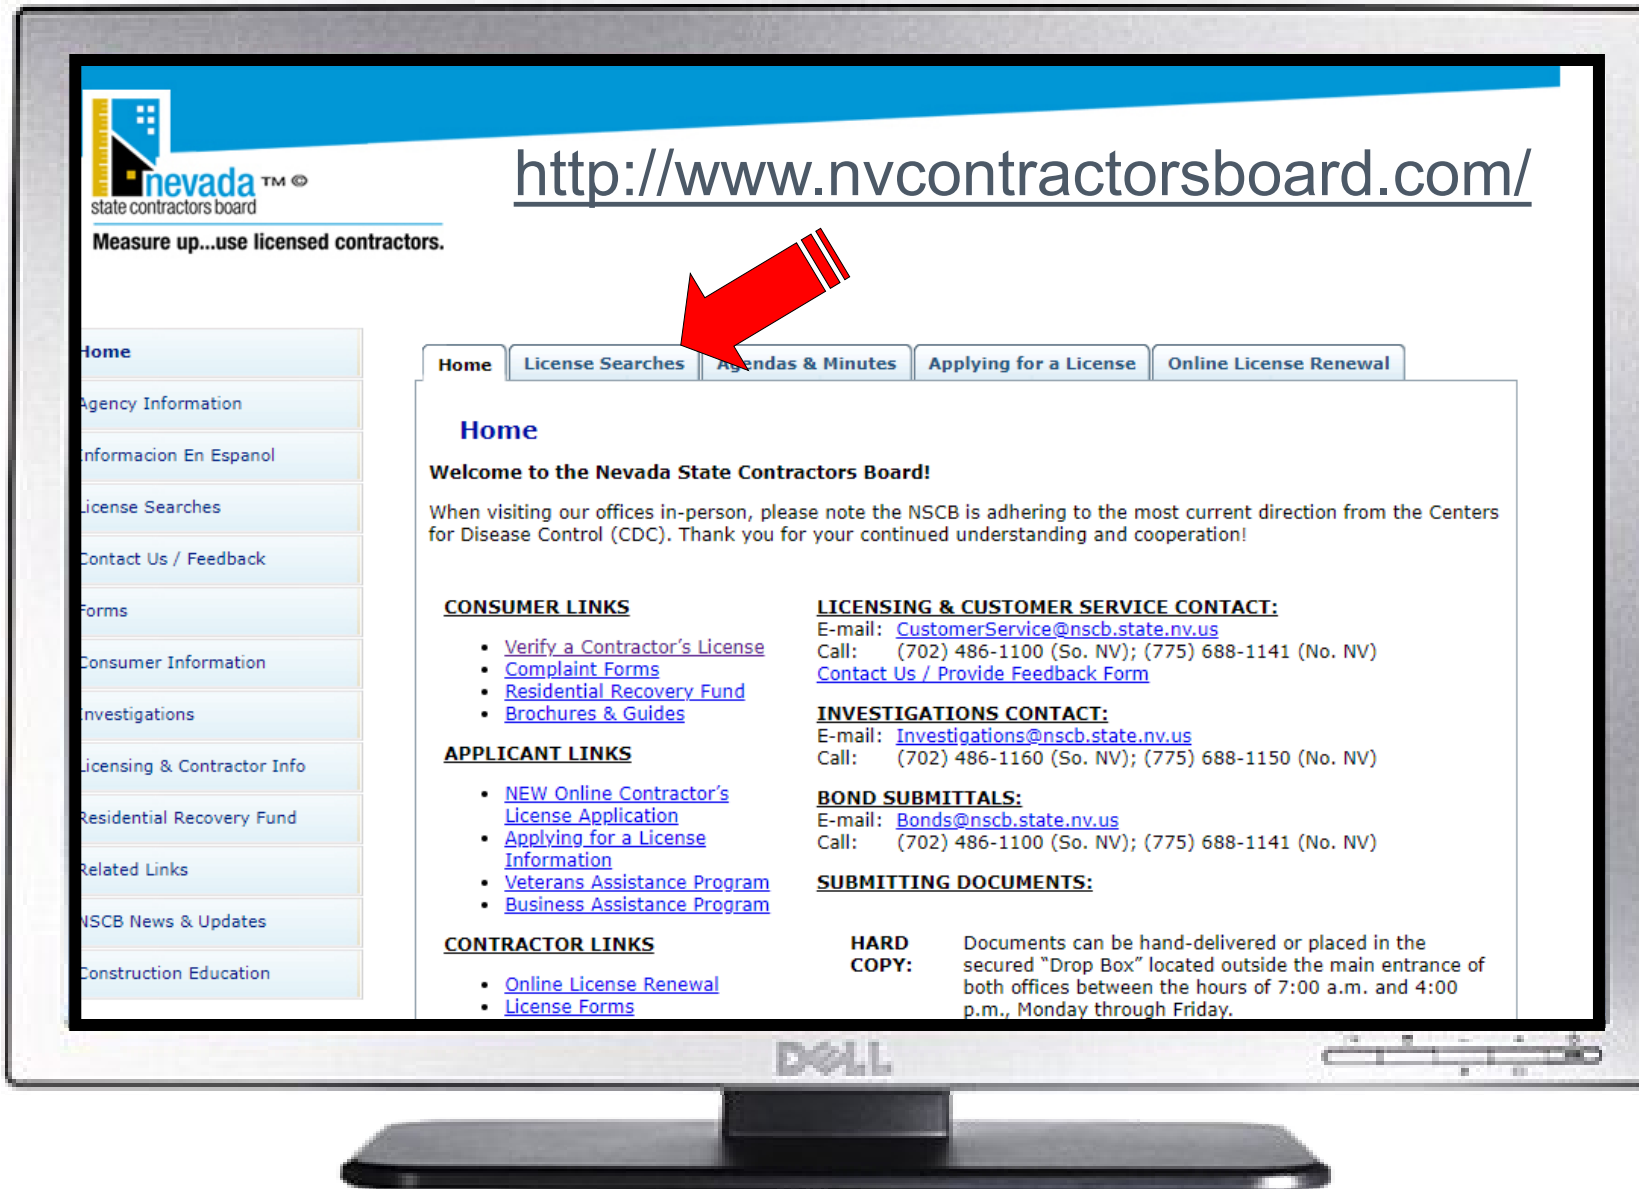 nevada TM ©
state contractors board
Measure up...use licensed contractors.
http://www.nvcontractorsboard.com/
Home
Agency Information
Informacion En Espanol
License Searches
Contact Us / Feedback
Forms
Consumer Information
Investigations
Licensing & Contractor Info
Residential Recovery Fund
Related Links
NSCB News & Updates
Construction Education
Home
License Searches
Agendas & Minutes
Applying for a License
Online License Renewal
Home
Welcome to the Nevada State Contractors Board!
When visiting our offices in-person, please note the NSCB is adhering to the most current direction from the Centers
for Disease Control (CDC). Thank you for your continued understanding and cooperation!
CONSUMER LINKS
• Verify a Contractor's License
• Complaint Forms
• Residential Recovery Fund
• Brochures & Guides
APPLICANT LINKS
• NEW Online Contractor's
License Application
• Applying for a License
Information
• Veterans Assistance Program
• Business Assistance Program
CONTRACTOR LINKS
• Online License Renewal
• License Forms
LICENSING & CUSTOMER SERVICE CONTACT:
E-mail: CustomerService@nscb.state.nv.us
Call: (702) 486-1100 (So. NV); (775) 688-1141 (No. NV)
Contact Us / Provide Feedback Form
INVESTIGATIONS CONTACT:
E-mail: Investigations@nscb.state.nv.us
Call: (702) 486-1160 (So. NV); (775) 688-1150 (No. NV)
BOND SUBMITTALS:
E-mail: Bonds@nscb.state.nv.us
Call: (702) 486-1100 (So. NV); (775) 688-1141 (No. NV)
SUBMITTING DOCUMENTS:
HARD COPY:
Documents can be hand-delivered or placed in the
secured “Drop Box” located outside the main entrance of
both offices between the hours of 7:00 a.m. and 4:00
p.m., Monday through Friday.
DELL